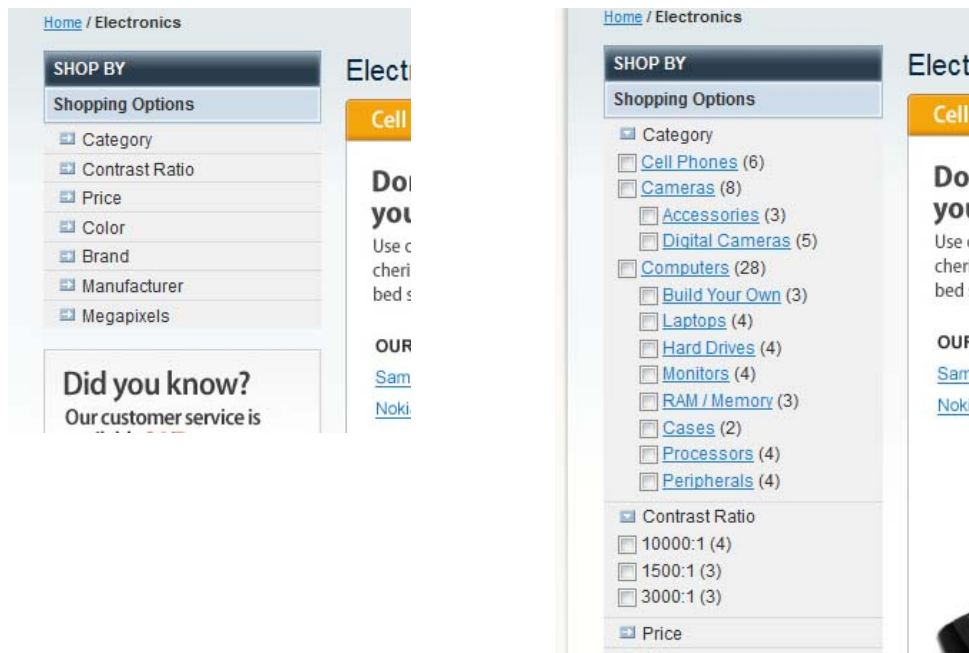 Home / Electronics
SHOP BY
Shopping Options
Category
Contrast Ratio
Price
Color
Brand
Manufacturer
Megapixels
Did you know?
Our customer service is
Elect
Cell
you
Use
cheri
bed s
OUR
Sam
Noki
Home / Electronics
SHOP BY
Shopping Options
Category
Cell Phones (6)
Cameras (8)
Accessories (3)
Digital Cameras (5)
Computers (28)
Build Your Own (3)
Laptops (4)
Hard Drives (4)
Monitors (4)
RAM / Memory (3)
Cases (2)
Processors (4)
Peripherals (4)
Contrast Ratio
10000:1 (4)
1500:1 (3)
3000:1 (3)
Price
Elect
Cell
Do
you
Use
cher
bed
OUR
Sam
Noki